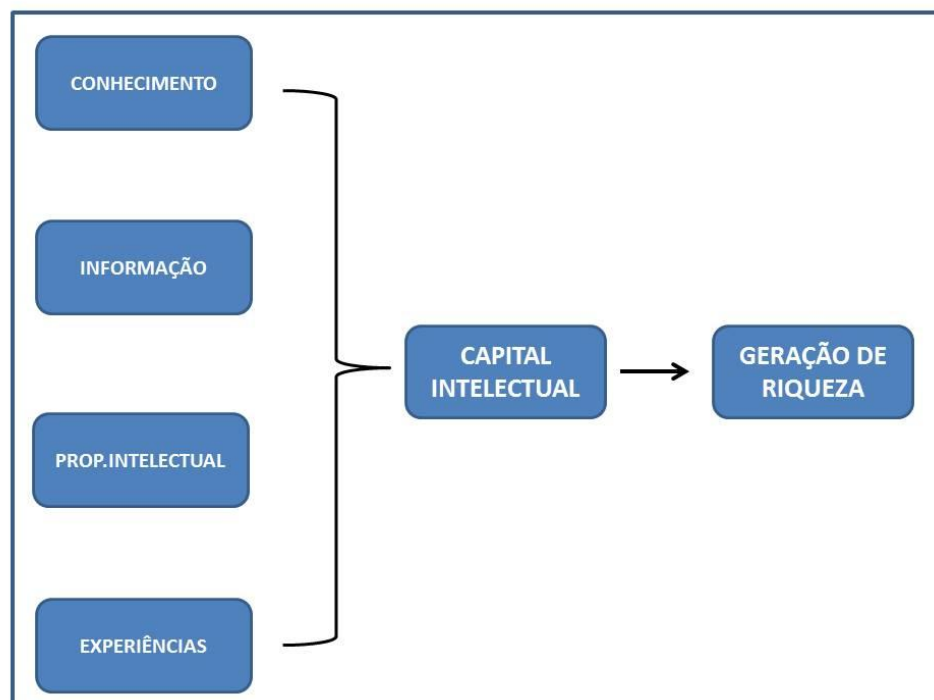 CONHECIMENTO
INFORMAÇÃO
PROP.INTELECTUAL
EXPERIÊNCIAS
CAPITAL
INTELECTUAL
GERAÇÃO DE
RIQUEZA